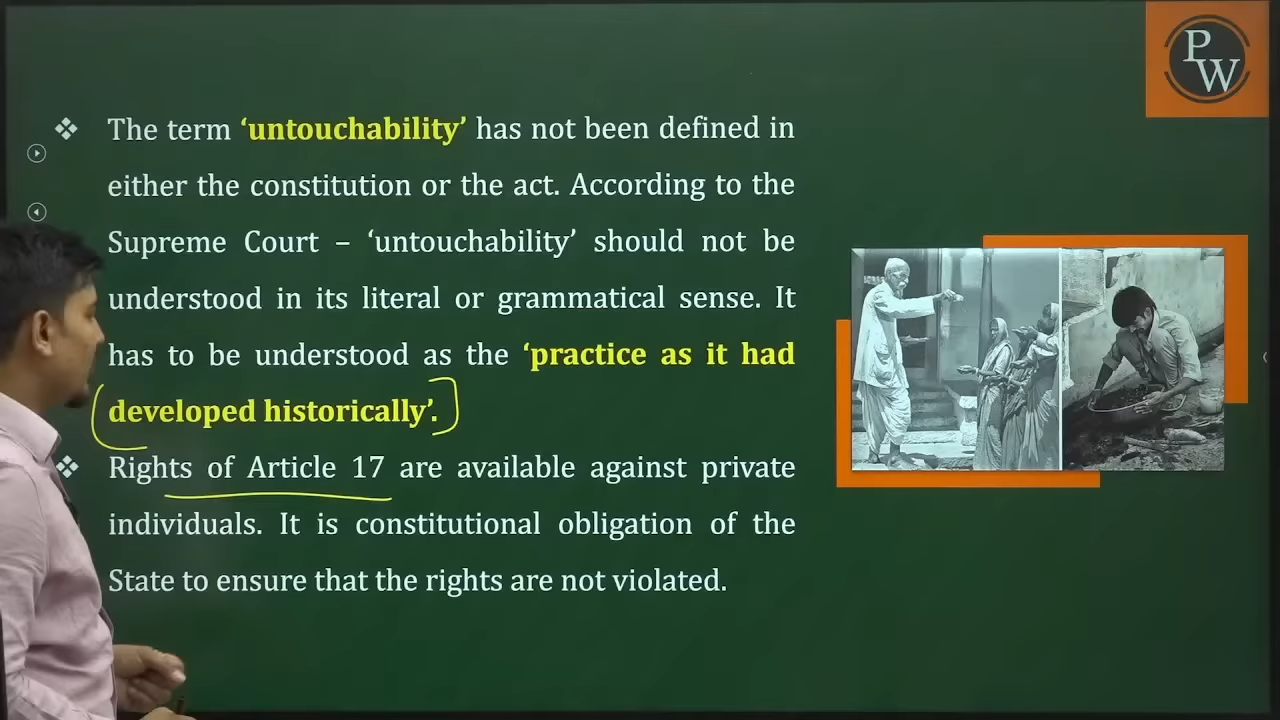 P
W
❖ The term ‘untouchability’ has not been defined in
either the constitution or the act. According to the
Supreme Court – ‘untouchability’ should not be
understood in its literal or grammatical sense. It
has to be understood as the ‘practice as it had
developed historically’.
❖ Rights of Article 17 are available against private
individuals. It is constitutional obligation of the
State to ensure that the rights are not violated.